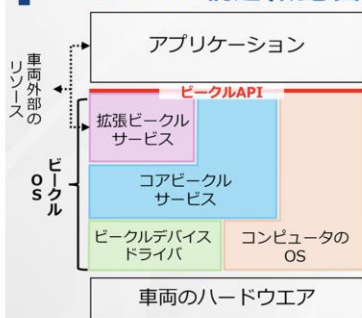 アプリケーション
車両外部の
リソース
ビークルAPI
拡張ビークル
サービス
ビークル
OS
コアビークル
サービス
ビークルデバイス
ドライバ
コンピュータの
OS
車両のハードウエア